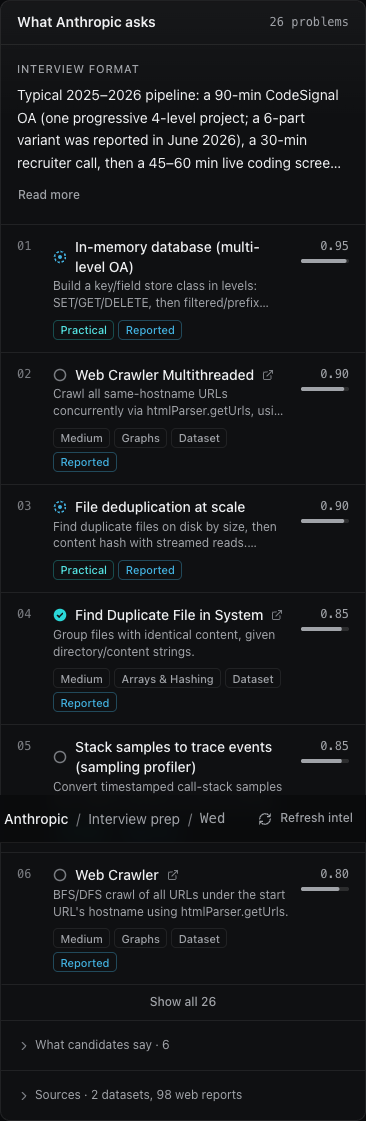 What Anthropic asks
26 problems
INTERVIEW FORMAT
Typical 2025–2026 pipeline: a 90-min CodeSignal
OA (one progressive 4-level project; a 6-part
variant was reported in June 2026), a 30-min
recruiter call, then a 45–60 min live coding scree...
Read more
01
In-memory database (multi-
level OA)
0.95
Build a key/field store class in levels:
SET/GET/DELETE, then filtered/prefix...
Practical
Reported
02
Web Crawler Multithreaded
0.90
Crawl all same-hostname URLs
concurrently via htmlParser.getUrls, usi...
Medium
Graphs
Dataset
Reported
03
File deduplication at scale
0.90
Find duplicate files on disk by size, then
content hash with streamed reads....
Practical
Reported
04
Find Duplicate File in System
0.85
Group files with identical content, given
directory/content strings.
Medium
Arrays & Hashing
Dataset
Reported
05
Stack samples to trace events
(sampling profiler)
0.85
Convert timestamped call-stack samples
Anthropic / Interview prep / Wed
Refresh intel
06
Web Crawler
0.80
BFS/DFS crawl of all URLs under the start
URL's hostname using htmlParser.getUrls.
Medium
Graphs
Dataset
Reported
Show all 26
What candidates say · 6
Sources · 2 datasets, 98 web reports